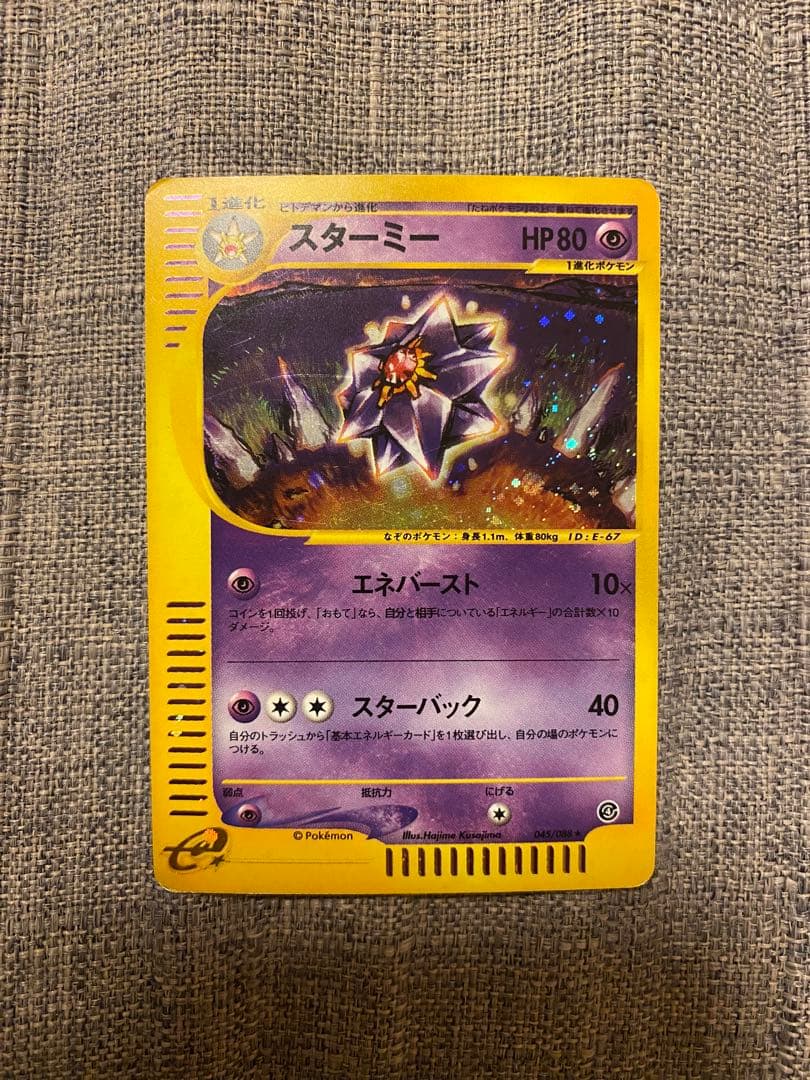 1進化
ヒトデマンから進化
「たねポケモン」の上に重ねて進化させます
スターミー HP80
1進化ポケモン
なぞのポケモン：身長1.1m、体重80kg ID:E-67
エネバースト 10×
コインを1回投げ、「おもて」なら、自分と相手についている「エネルギー」の合計数×10
ダメージ。
スターバック 40
自分のトラッシュから「基本エネルギーカード」を1枚選び出し、自分の場のポケモンに
つける。
弱点 抵抗力 にげる
© Pokémon Illus.Hajime Kusajima 045/088★
e